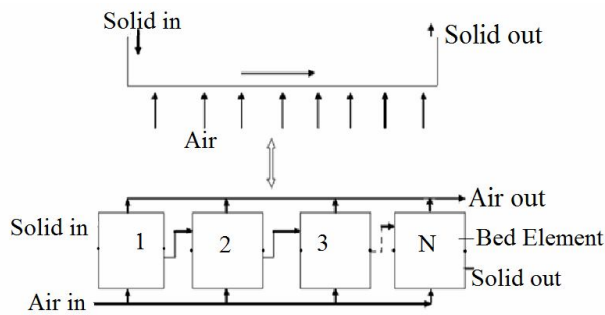 Solid in
Solid out
Air
Air out
Solid in
1
2
3
N
Bed Element
Solid out
Air in